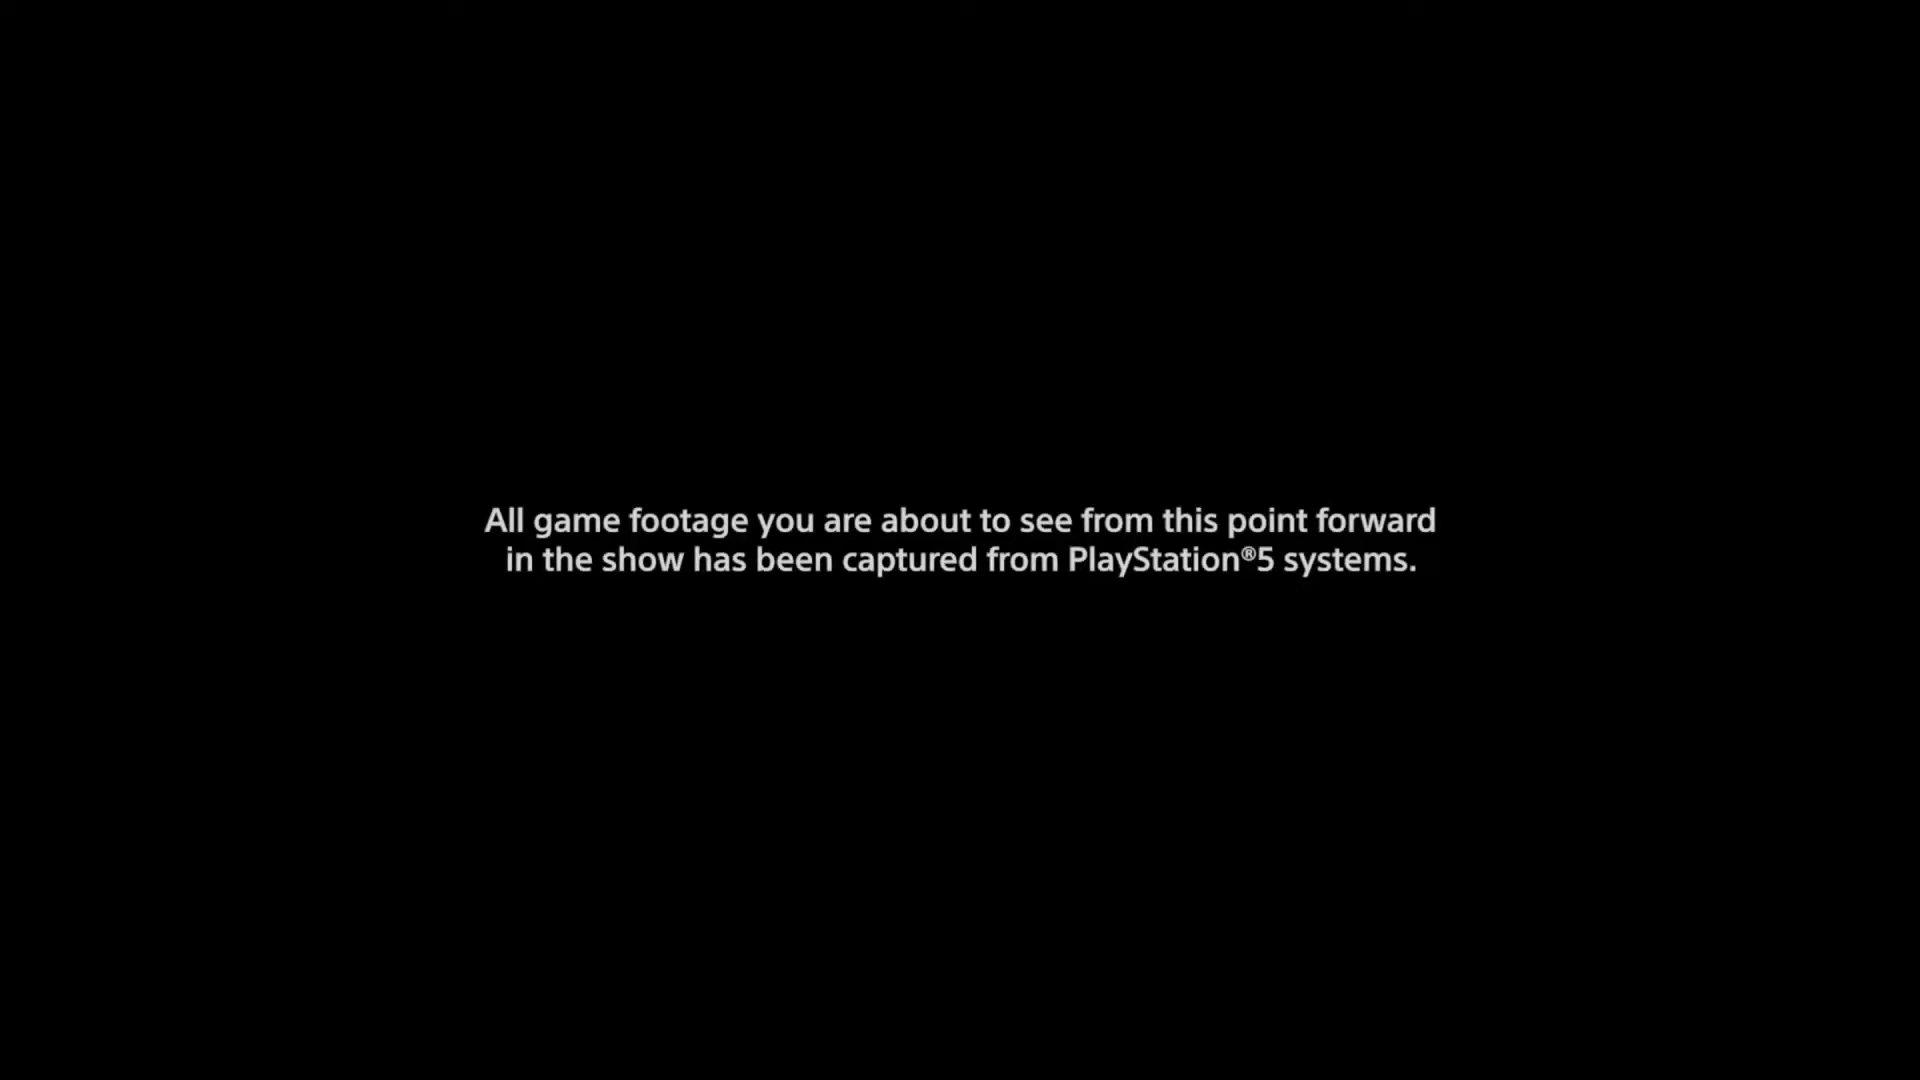 All game footage you are about to see from this point forward
in the show has been captured from PlayStation®5 systems.